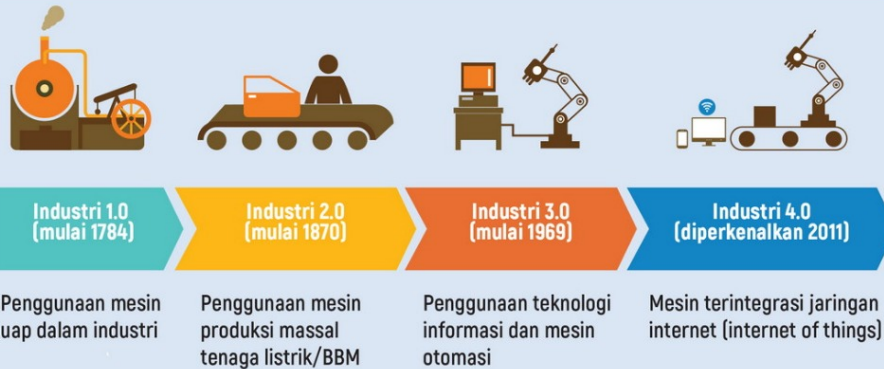 Industri 1.0
(mulai 1784)
Industri 2.0
(mulai 1870)
Industri 3.0
(mulai 1969)
Industri 4.0
(diperkenalkan 2011)
Penggunaan mesin
uap dalam industri
Penggunaan mesin
produksi massal
tenaga listrik/BBM
Penggunaan teknologi
informasi dan mesin
otomasi
Mesin terintegrasi jaringan
internet (internet of things)